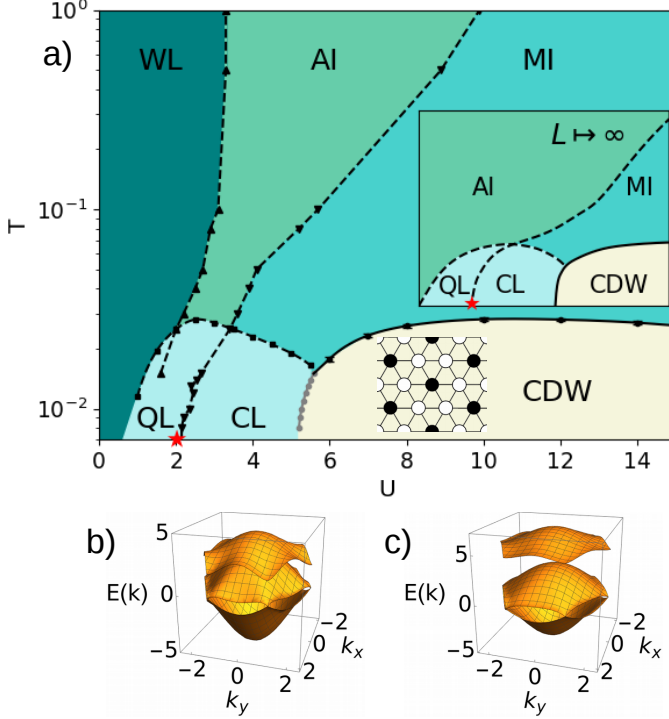 a)
WL
AI
MI
L ↦ ∞
AI
MI
QL
CL
CDW
QL
CL
CDW
T
10⁰
10⁻¹
10⁻²
0 2 4 6 8 10 12 14
U
b)
5
E(k) 0
−5
−2 0 2
k_y
−2
0
2
k_x
c)
5
E(k)
0
−5
−2 0 2
k_y
−2
0
2
k_x